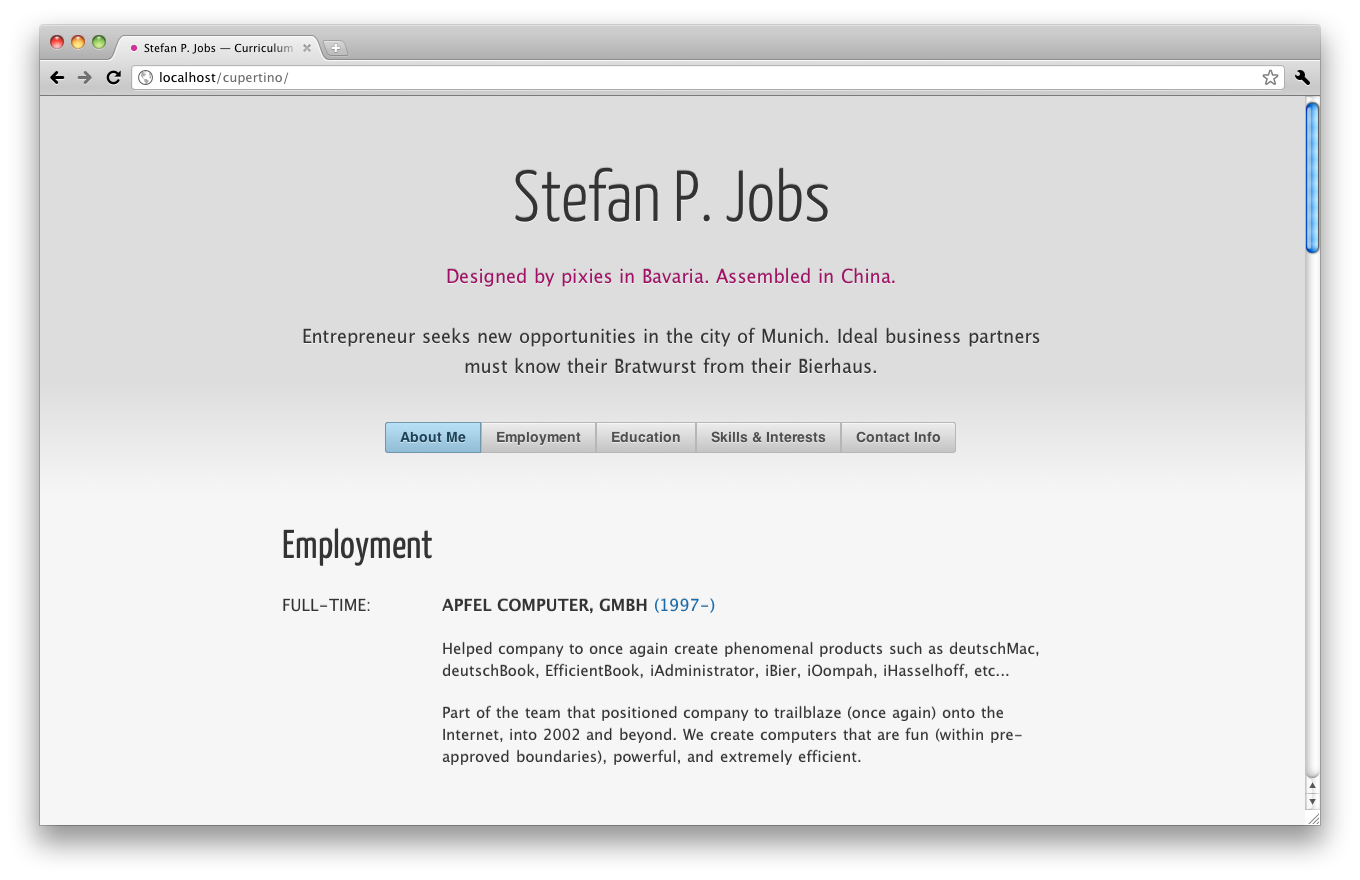 Stefan P. Jobs — Curriculum
localhost/cupertino/
Stefan P. Jobs
Designed by pixies in Bavaria. Assembled in China.
Entrepreneur seeks new opportunities in the city of Munich. Ideal business partners
must know their Bratwurst from their Bierhaus.
About Me Employment Education Skills & Interests Contact Info
Employment
FULL-TIME: APFEL COMPUTER, GMBH (1997-)
Helped company to once again create phenomenal products such as deutschMac,
deutschBook, EfficientBook, iAdministrator, iBier, iOompah, iHasselhoff, etc...
Part of the team that positioned company to trailblaze (once again) onto the
Internet, into 2002 and beyond. We create computers that are fun (within pre-
approved boundaries), powerful, and extremely efficient.